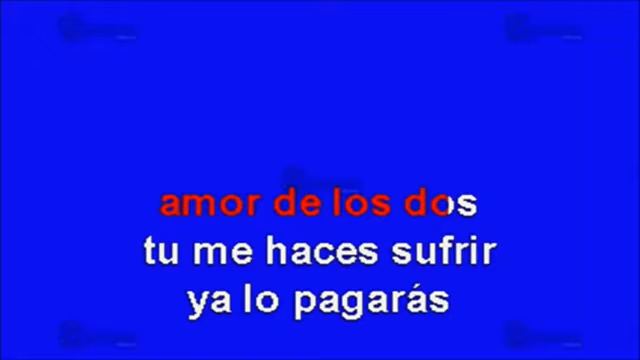 amor de los dos
tu me haces sufrir
ya lo pagarás